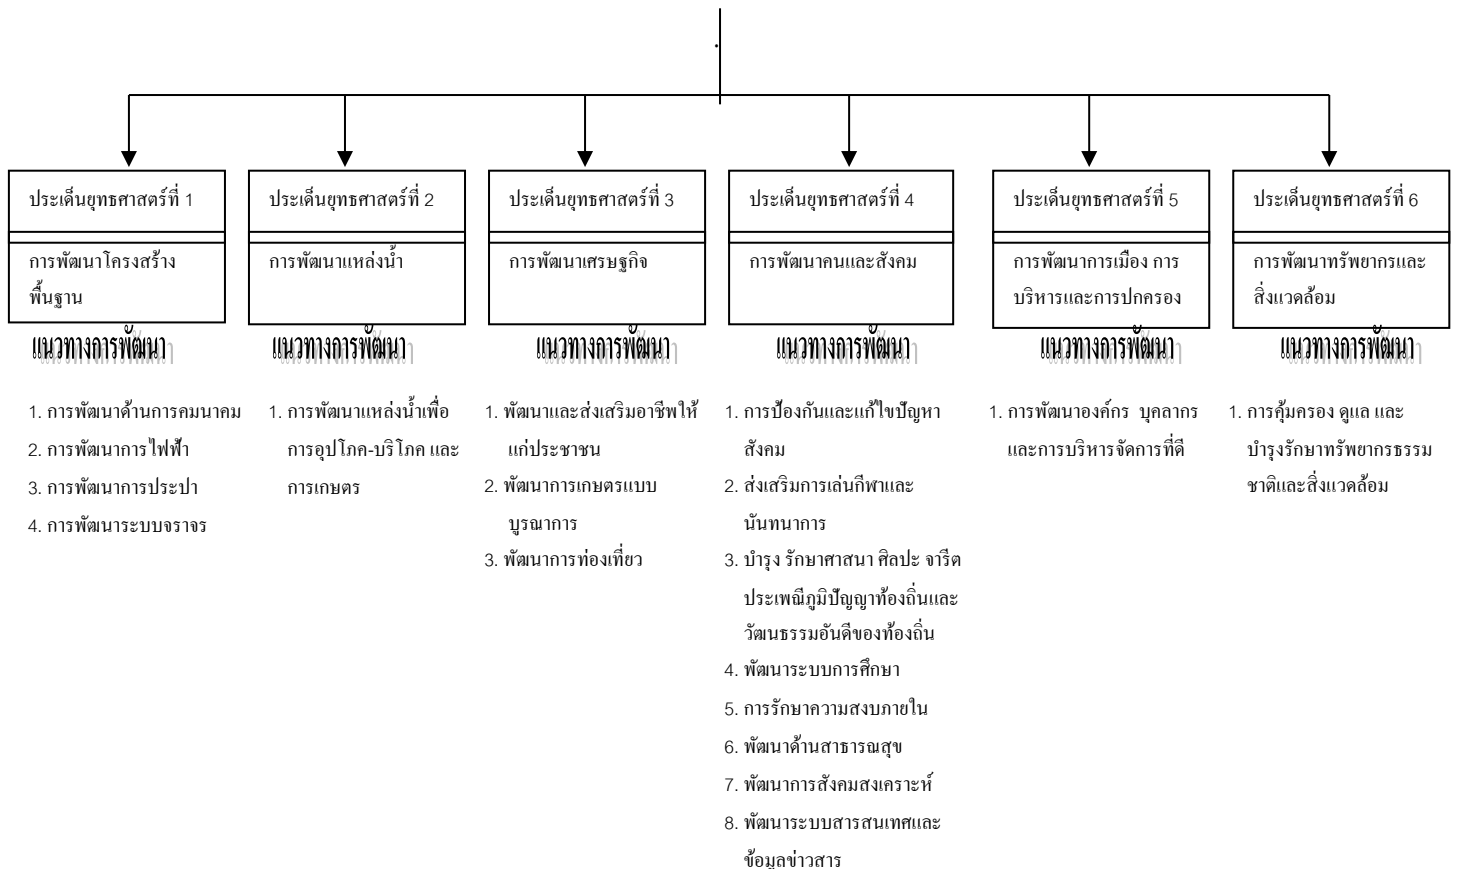 ประเด็นยุทธศาสตร์ที่ 1
การพัฒนาโครงสร้าง
พื้นฐาน
แนวทางการพัฒนา
1. การพัฒนาด้านการคมนาคม
2. การพัฒนาการไฟฟ้า
3. การพัฒนาการประปา
4. การพัฒนาระบบจราจร
ประเด็นยุทธศาสตร์ที่ 2
การพัฒนาแหล่งน้ำ
แนวทางการพัฒนา
1. การพัฒนาแหล่งน้ำเพื่อ
การอุปโภค-บริโภค และ
การเกษตร
ประเด็นยุทธศาสตร์ที่ 3
การพัฒนาเศรษฐกิจ
แนวทางการพัฒนา
1. พัฒนาและส่งเสริมอาชีพให้
แก่ประชาชน
2. พัฒนาการเกษตรแบบ
บูรณาการ
3. พัฒนาการท่องเที่ยว
ประเด็นยุทธศาสตร์ที่ 4
การพัฒนาคนและสังคม
แนวทางการพัฒนา
1. การป้องกันและแก้ไขปัญหา
สังคม
2. ส่งเสริมการเล่นกีฬาและ
นันทนาการ
3. บำรุง รักษาศาสนา ศิลปะ จารีต
ประเพณีภูมิปัญญาท้องถิ่นและ
วัฒนธรรมอันดีของท้องถิ่น
4. พัฒนาระบบการศึกษา
5. การรักษาความสงบภายใน
6. พัฒนาด้านสาธารณสุข
7. พัฒนาการสังคมสงเคราะห์
8. พัฒนาระบบสารสนเทศและ
ข้อมูลข่าวสาร
ประเด็นยุทธศาสตร์ที่ 5
การพัฒนาการเมือง การ
บริหารและการปกครอง
แนวทางการพัฒนา
1. การพัฒนาองค์กร บุคลากร
และการบริหารจัดการที่ดี
ประเด็นยุทธศาสตร์ที่ 6
การพัฒนาทรัพยากรและ
สิ่งแวดล้อม
แนวทางการพัฒนา
1. การคุ้มครอง ดูแล และ
บำรุงรักษาทรัพยากรธรรม
ชาติและสิ่งแวดล้อม